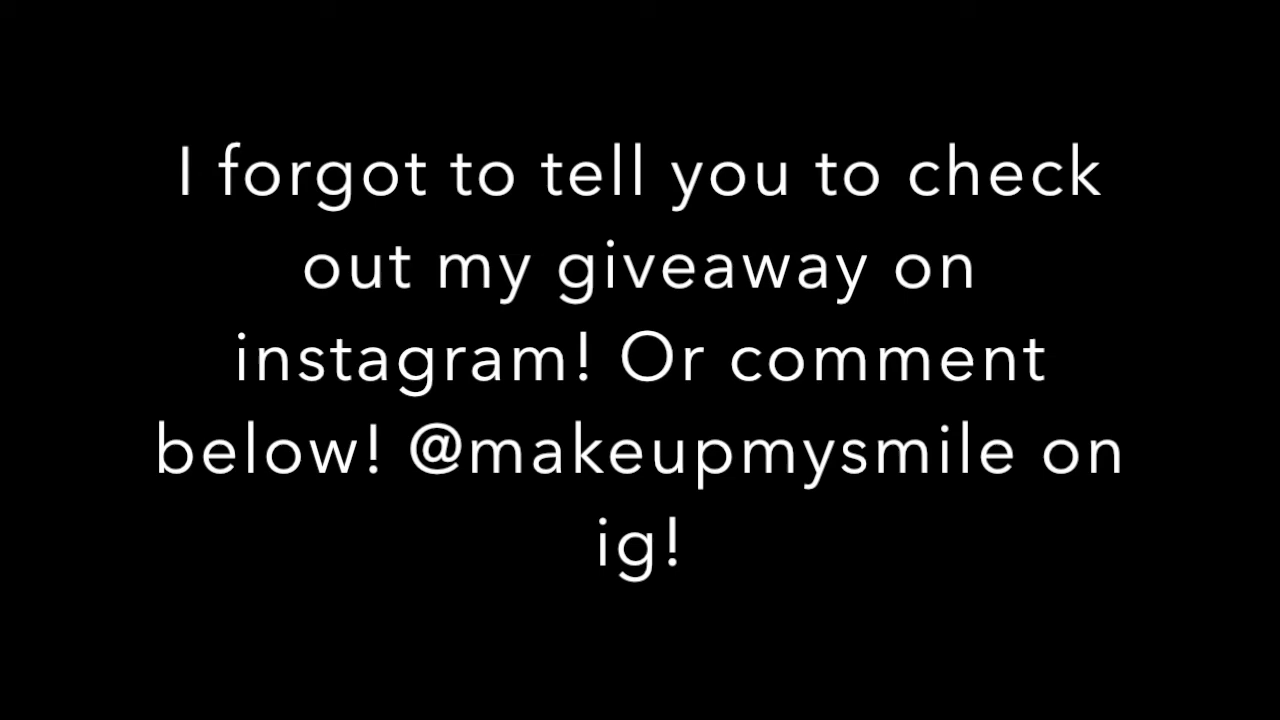 I forgot to tell you to check
out my giveaway on
instagram! Or comment
below! @makeupmysmile on
ig!